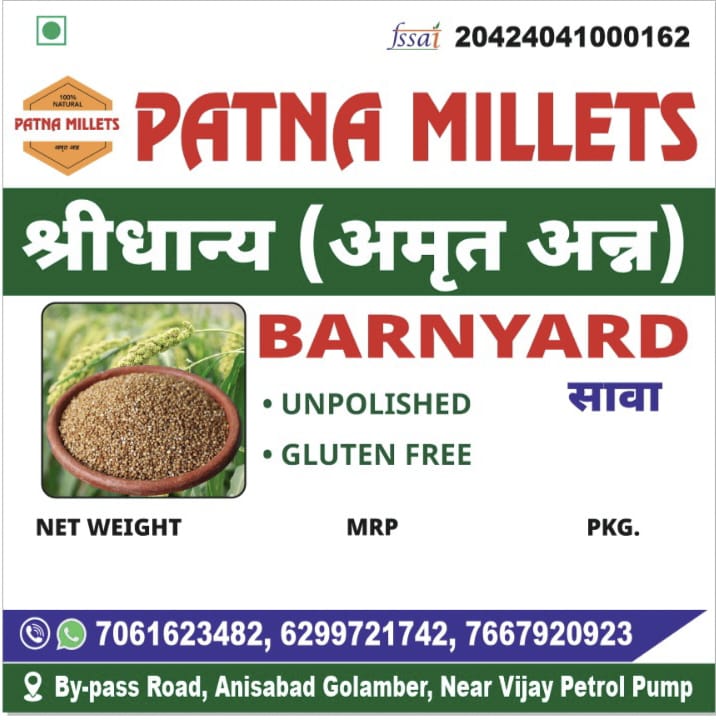 fssai 20424041000162
100%
NATURAL
PATNA MILLETS
अमृत अन्न
PATNA MILLETS
श्रीधान्य (अमृत अन्न)
BARNYARD
सावा
• UNPOLISHED
• GLUTEN FREE
NET WEIGHT MRP PKG.
7061623482, 6299721742, 7667920923
By-pass Road, Anisabad Golamber, Near Vijay Petrol Pump